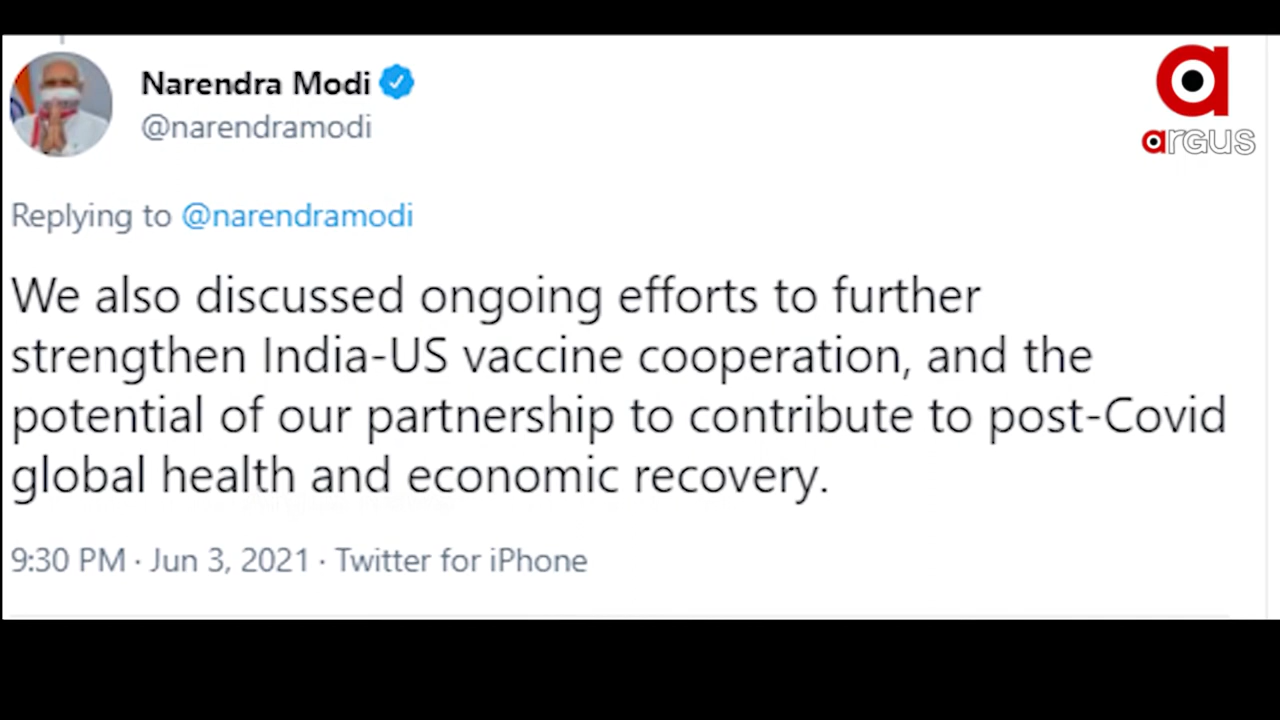 Narendra Modi
@narendramodi
argus
Replying to @narendramodi
We also discussed ongoing efforts to further
strengthen India-US vaccine cooperation, and the
potential of our partnership to contribute to post-Covid
global health and economic recovery.
9:30 PM · Jun 3, 2021 · Twitter for iPhone